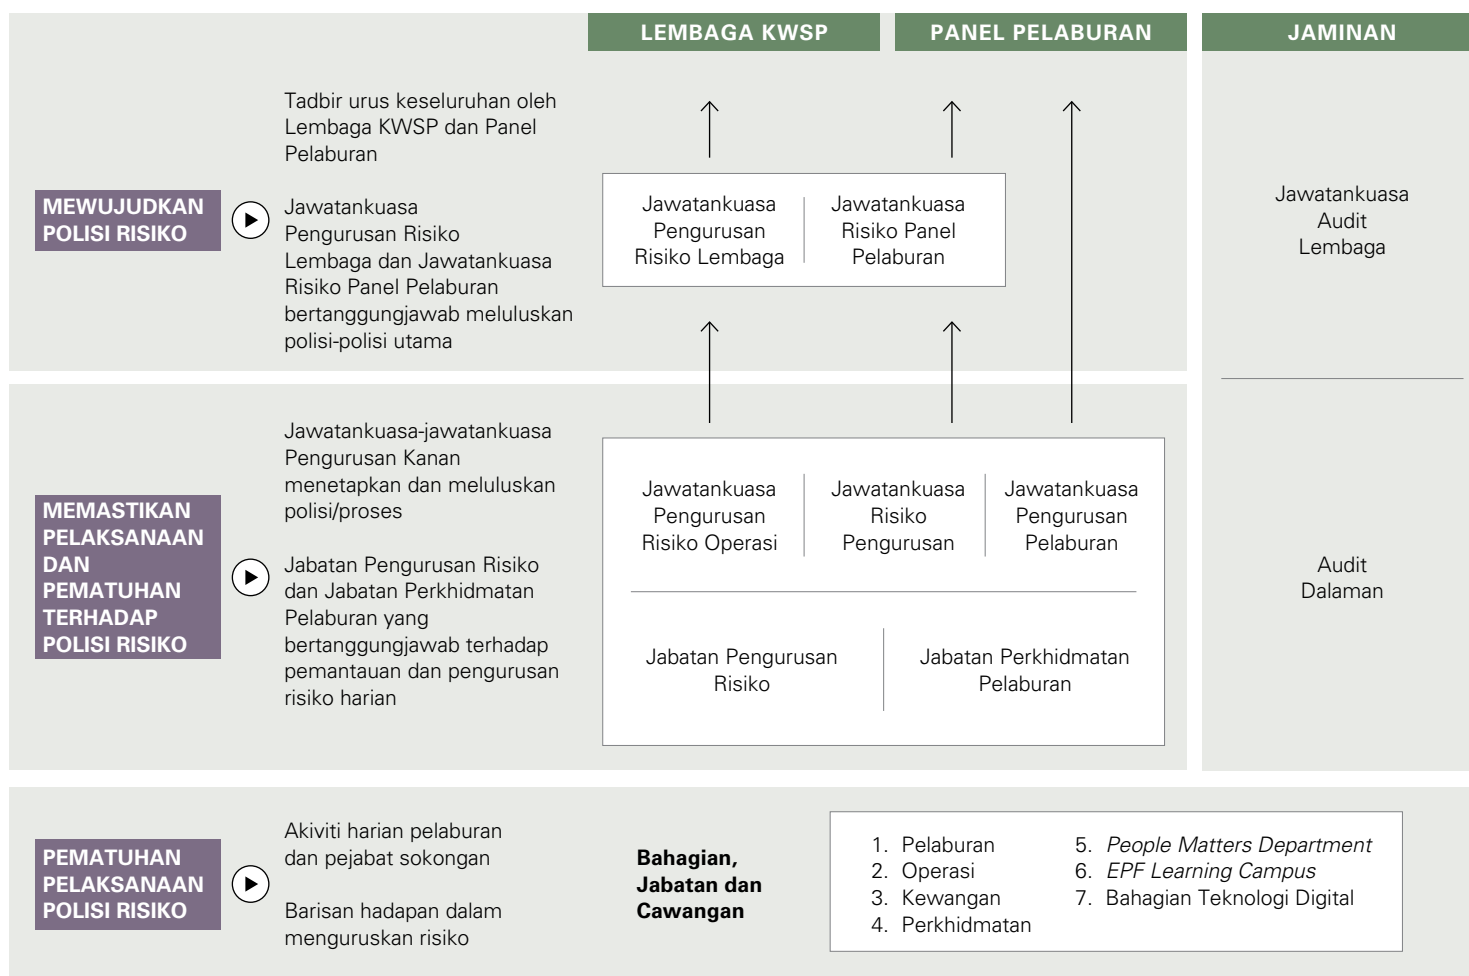 LEMBAGA KWSP
PANEL PELABURAN
JAMINAN
MEWUJUDKAN
POLISI RISIKO
Tadbir urus keseluruhan oleh
Lembaga KWSP dan Panel
Pelaburan
Jawatankuasa
Pengurusan Risiko
Lembaga dan Jawatankuasa
Risiko Panel Pelaburan
bertanggungjawab meluluskan
polisi-polisi utama
Jawatankuasa
Pengurusan
Risiko Lembaga
Jawatankuasa
Risiko Panel
Pelaburan
Jawatankuasa
Audit
Lembaga
MEMASTIKAN
PELAKSANAAN
DAN
PEMATUHAN
TERHADAP
POLISI RISIKO
Jawatankuasa-jawatankuasa
Pengurusan Kanan
menetapkan dan meluluskan
polisi/proses
Jabatan Pengurusan Risiko
dan Jabatan Perkhidmatan
Pelaburan yang
bertanggungjawab terhadap
pemantauan dan pengurusan
risiko harian
Jawatankuasa
Pengurusan
Risiko Operasi
Jawatankuasa
Risiko
Pengurusan
Jawatankuasa
Pengurusan
Pelaburan
Jabatan Pengurusan
Risiko
Jabatan Perkhidmatan
Pelaburan
Audit
Dalaman
PEMATUHAN
PELAKSANAAN
POLISI RISIKO
Akiviti harian pelaburan
dan pejabat sokongan
Barisan hadapan dalam
menguruskan risiko
Bahagian,
Jabatan dan
Cawangan
1. Pelaburan
2. Operasi
3. Kewangan
4. Perkhidmatan
5. People Matters Department
6. EPF Learning Campus
7. Bahagian Teknologi Digital